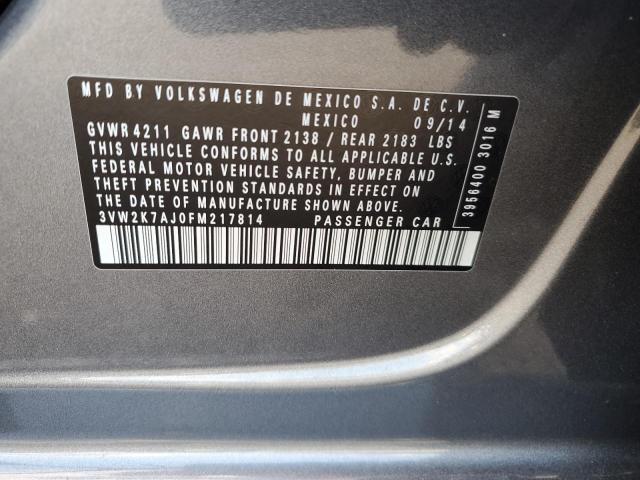 MFD BY VOLKSWAGEN DE MEXICO S.A. DE C.V.
MEXICO 09/14
GVWR 4211 GAWR FRONT 2138 / REAR 2183 LBS
THIS VEHICLE CONFORMS TO ALL APPLICABLE U.S.
FEDERAL MOTOR VEHICLE SAFETY, BUMPER AND
THEFT PREVENTION STANDARDS IN EFFECT ON
THE DATE OF MANUFACTURE SHOWN ABOVE.
3VW2K7AJ0FM217814 PASSENGER CAR
3956400 3016 M